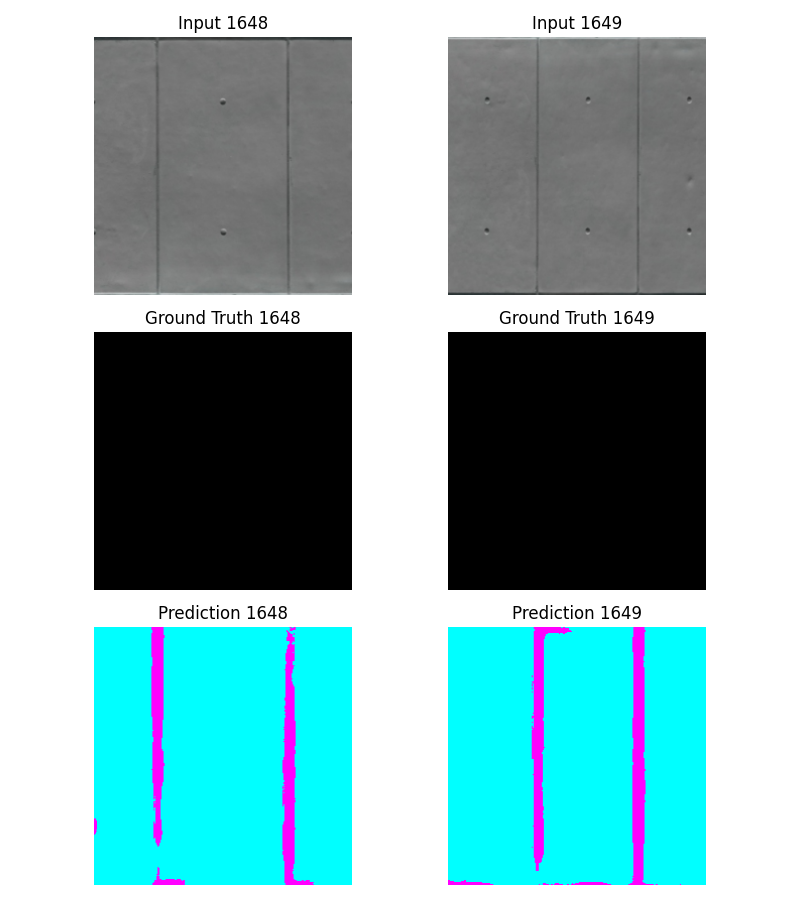 Input 1648
Input 1649
Ground Truth 1648
Ground Truth 1649
Prediction 1648
Prediction 1649